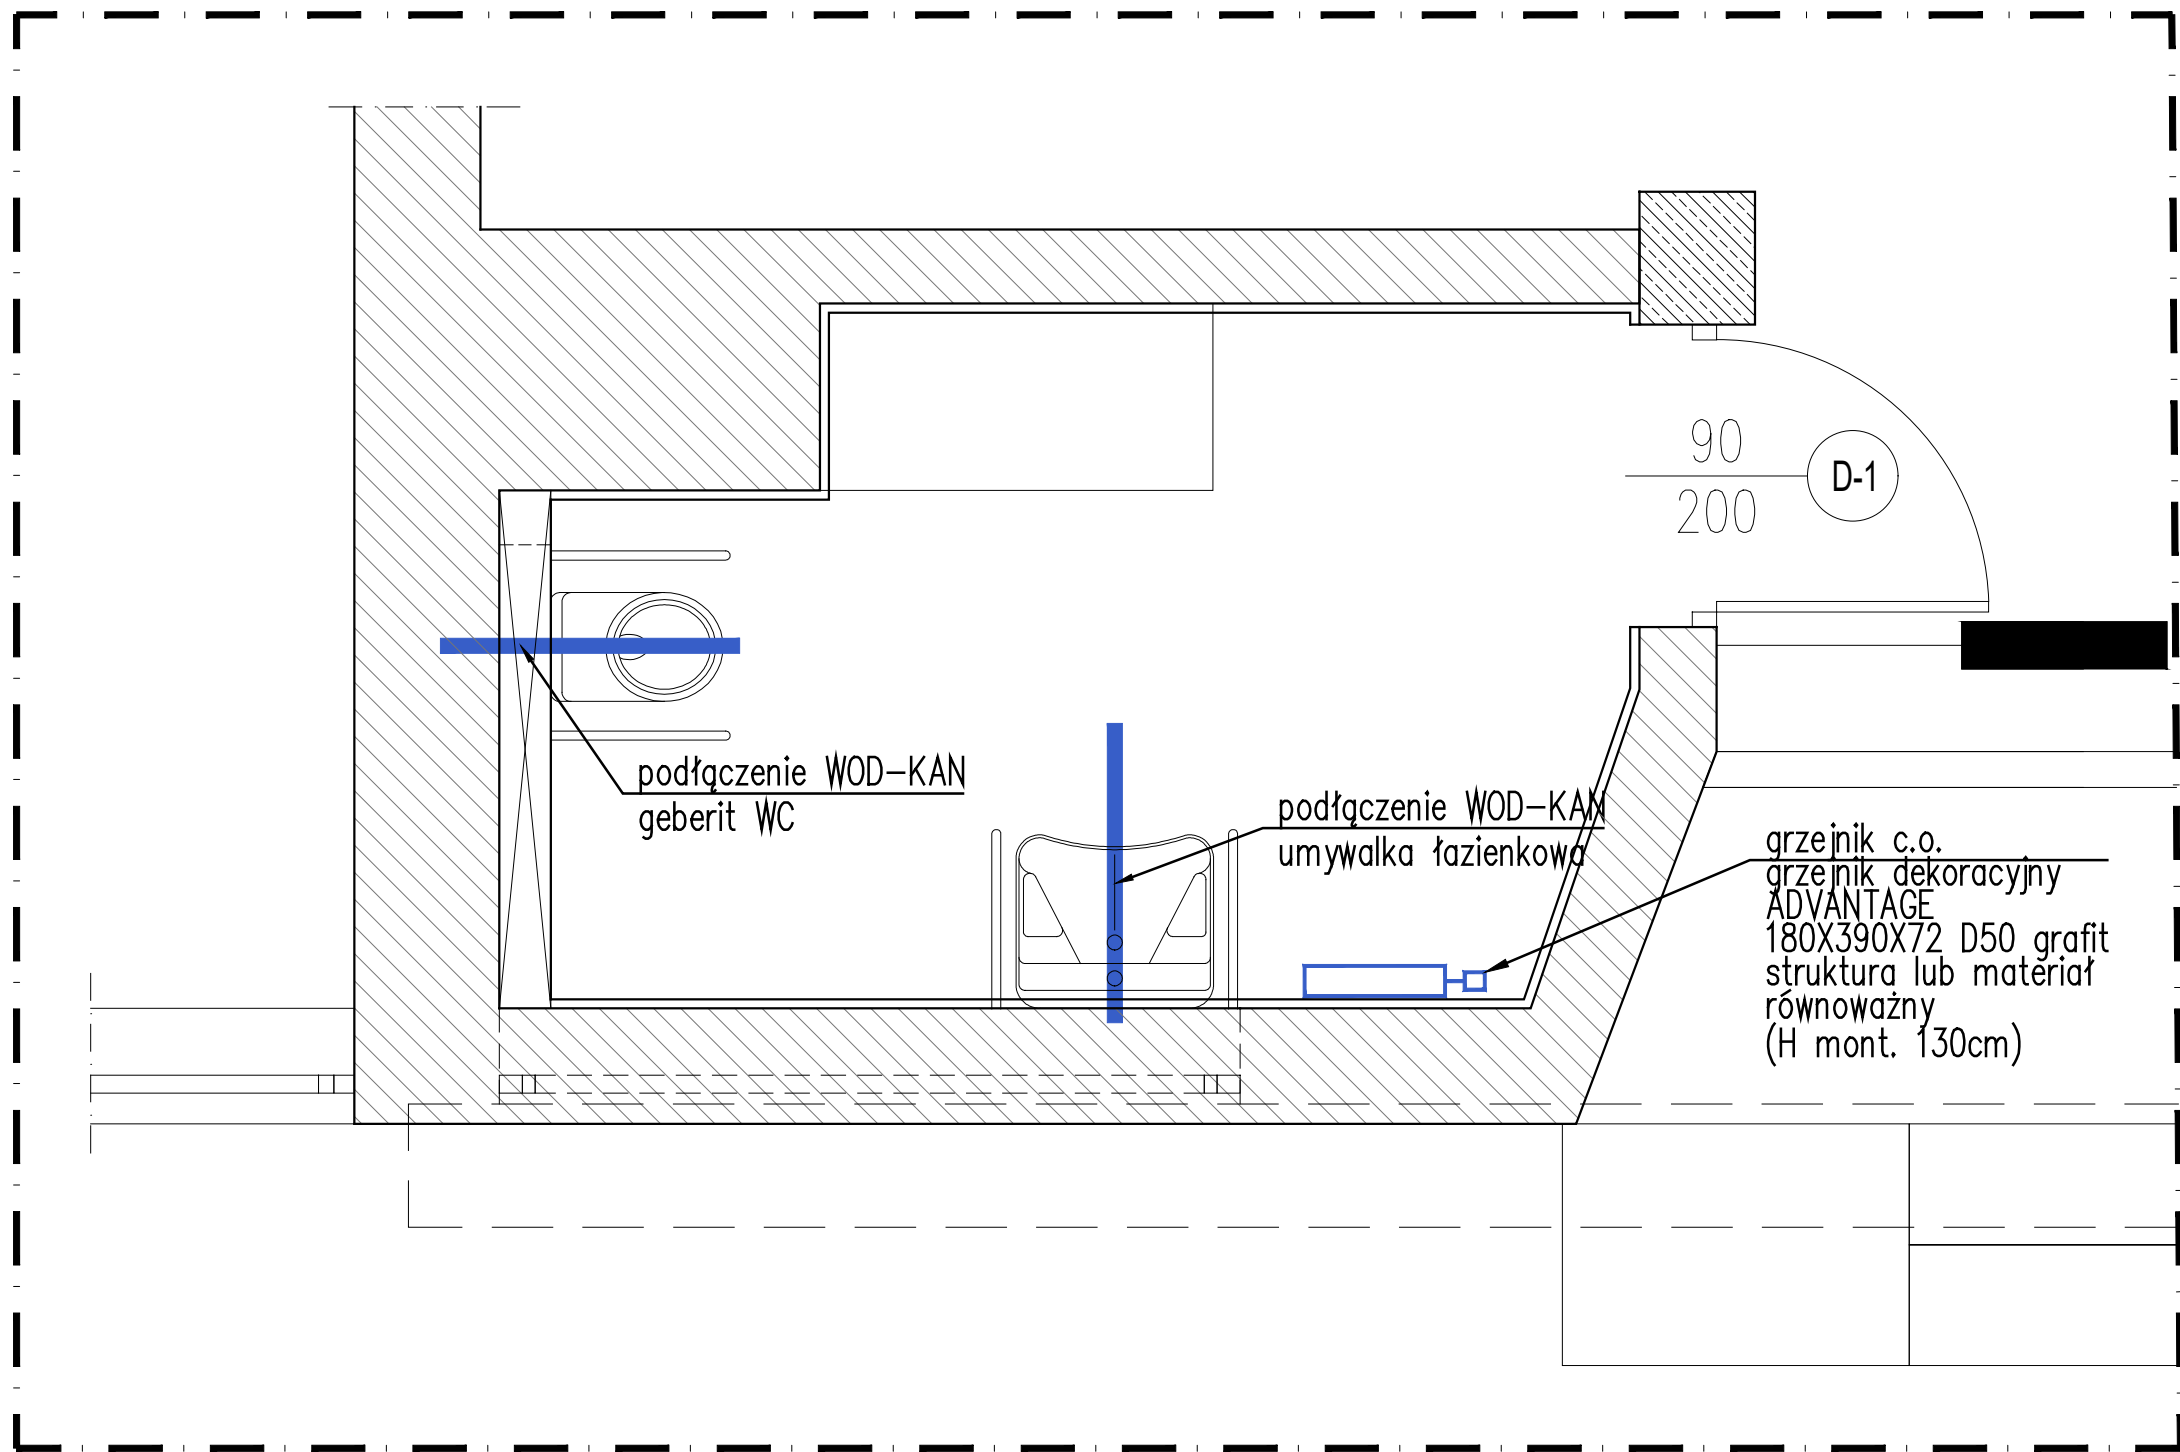 90
200
D-1
podłączenie WOD-KAN
geberit WC
podłączenie WOD-KAN
umywalka łazienkowa
grzejnik c.o.
grzejnik dekoracyjny
ADVANTAGE
180X390X72 D50 grafit
struktura lub materiał
równoważny
(H mont. 130cm)